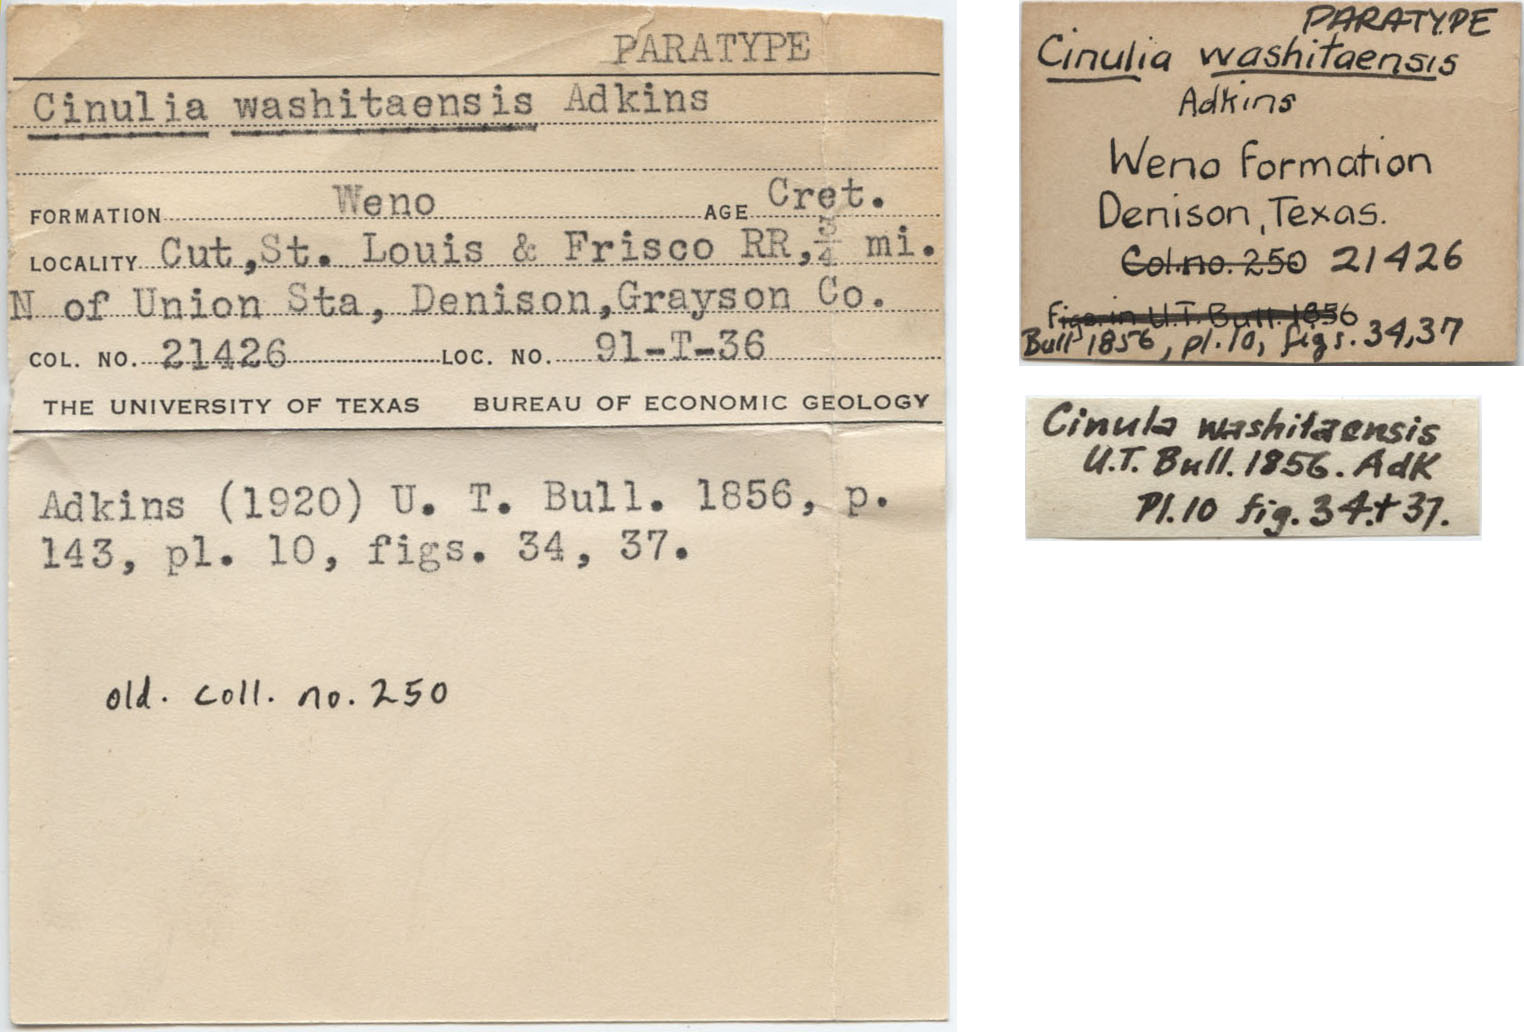 PARATYPE
Cinulia washitaensis Adkins
FORMATION Weno AGE Cret.
LOCALITY Cut, St. Louis & Frisco RR, 3/4 mi.
N of Union Sta, Denison, Grayson Co.
COL. NO. 21426 LOC. NO. 91-T-36
THE UNIVERSITY OF TEXAS BUREAU OF ECONOMIC GEOLOGY
Adkins (1920) U. T. Bull. 1856, p.
143, pl. 10, figs. 34, 37.
old. coll. no. 250
PARATYPE
Cinulia washitaensis
Adkins
Weno Formation
Denison, Texas.
Col. no. 250 21426
Figs. in U.T. Bull. 1856
Bull 1856, pl. 10, figs. 34, 37
Cinula washitaensis
U.T. Bull. 1856. Adk
Pl. 10 fig. 34 + 37.